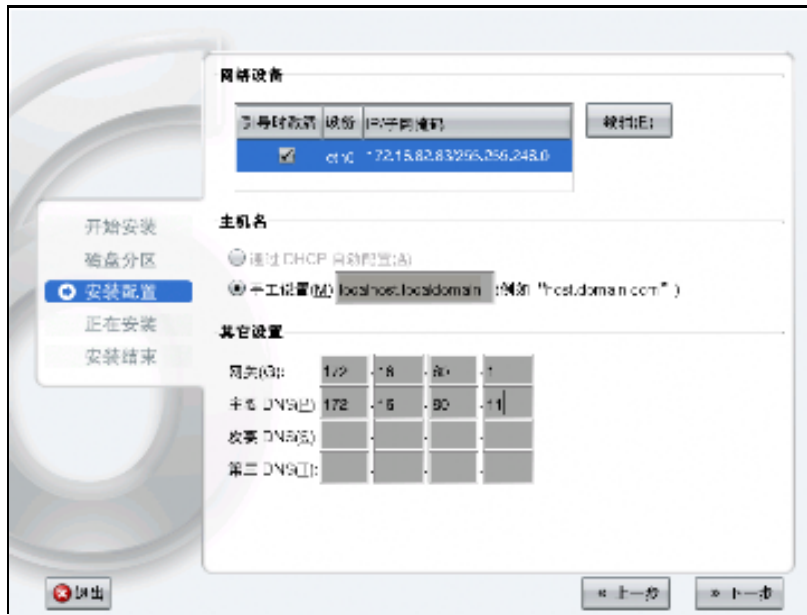 网络设备
引导时激活 设备 IP/子网掩码
编辑(E)
eth0 172.16.82.83/255.255.248.0
开始安装
磁盘分区
安装配置
正在安装
安装结束
主机名
通过 DHCP 自动配置(A)
手工设置(M) localhost.localdomain (例如 "host.domain.com" )
其它设置
网关(G): 172 . 16 . 80 . 1
主要 DNS(P) 172 . 16 . 80 . 11
次要 DNS(S)
第三 DNS(T):
退出
« 上一步
» 下一步